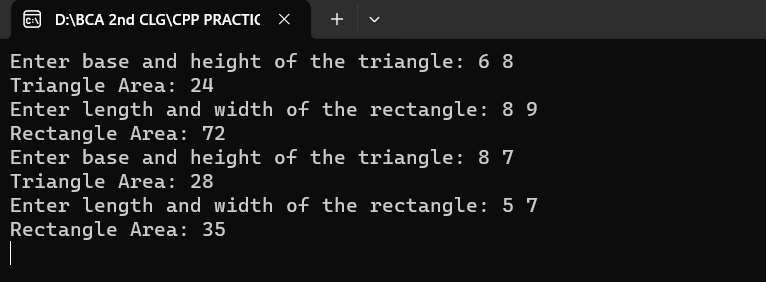 D:\BCA 2nd CLG\CPP PRACTIC
Enter base and height of the triangle: 6 8
Triangle Area: 24
Enter length and width of the rectangle: 8 9
Rectangle Area: 72
Enter base and height of the triangle: 8 7
Triangle Area: 28
Enter length and width of the rectangle: 5 7
Rectangle Area: 35